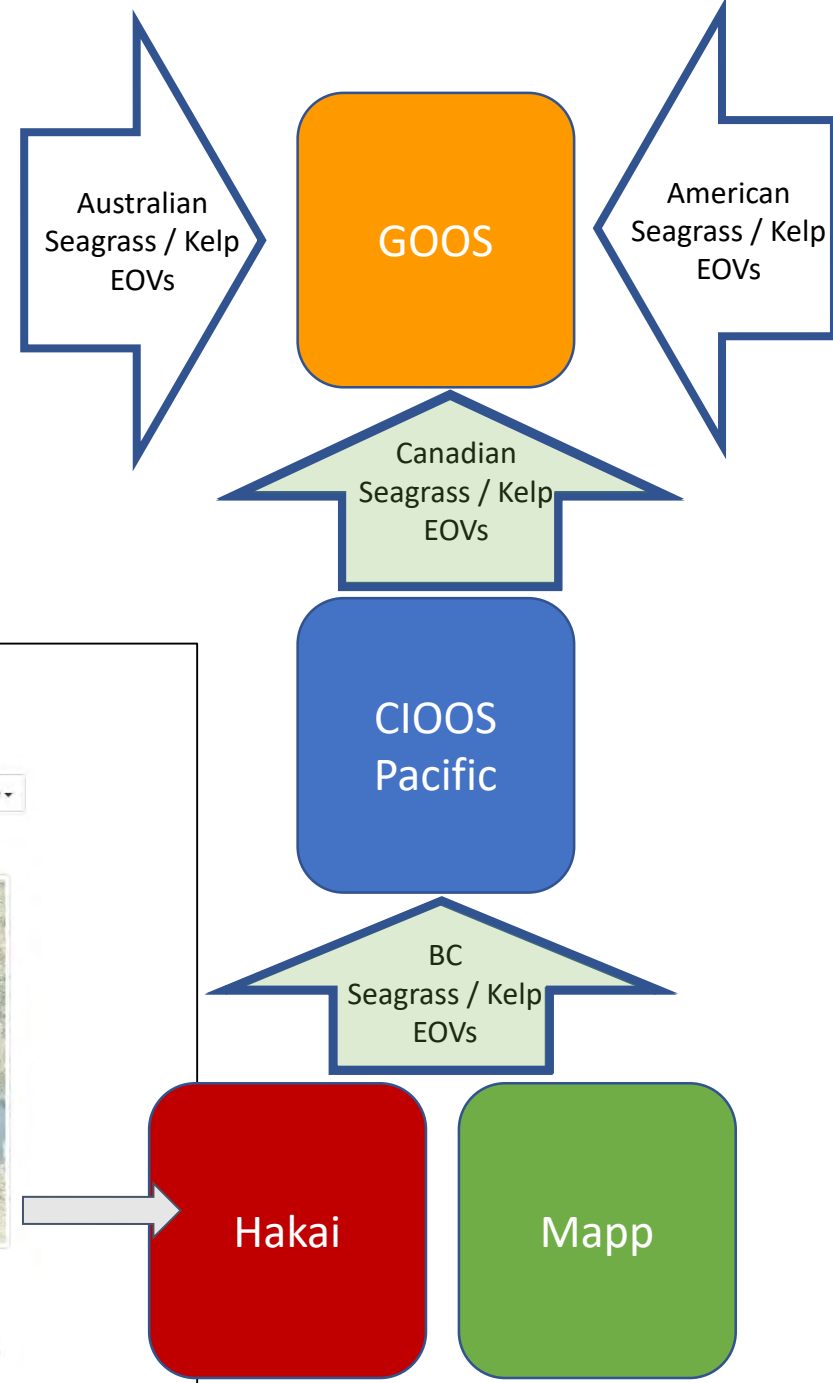 Australian
Seagrass / Kelp
EOVs
GOOS
American
Seagrass / Kelp
EOVs
Canadian
Seagrass / Kelp
EOVs
CIOOS
Pacific
BC
Seagrass / Kelp
EOVs
Hakai
Mapp